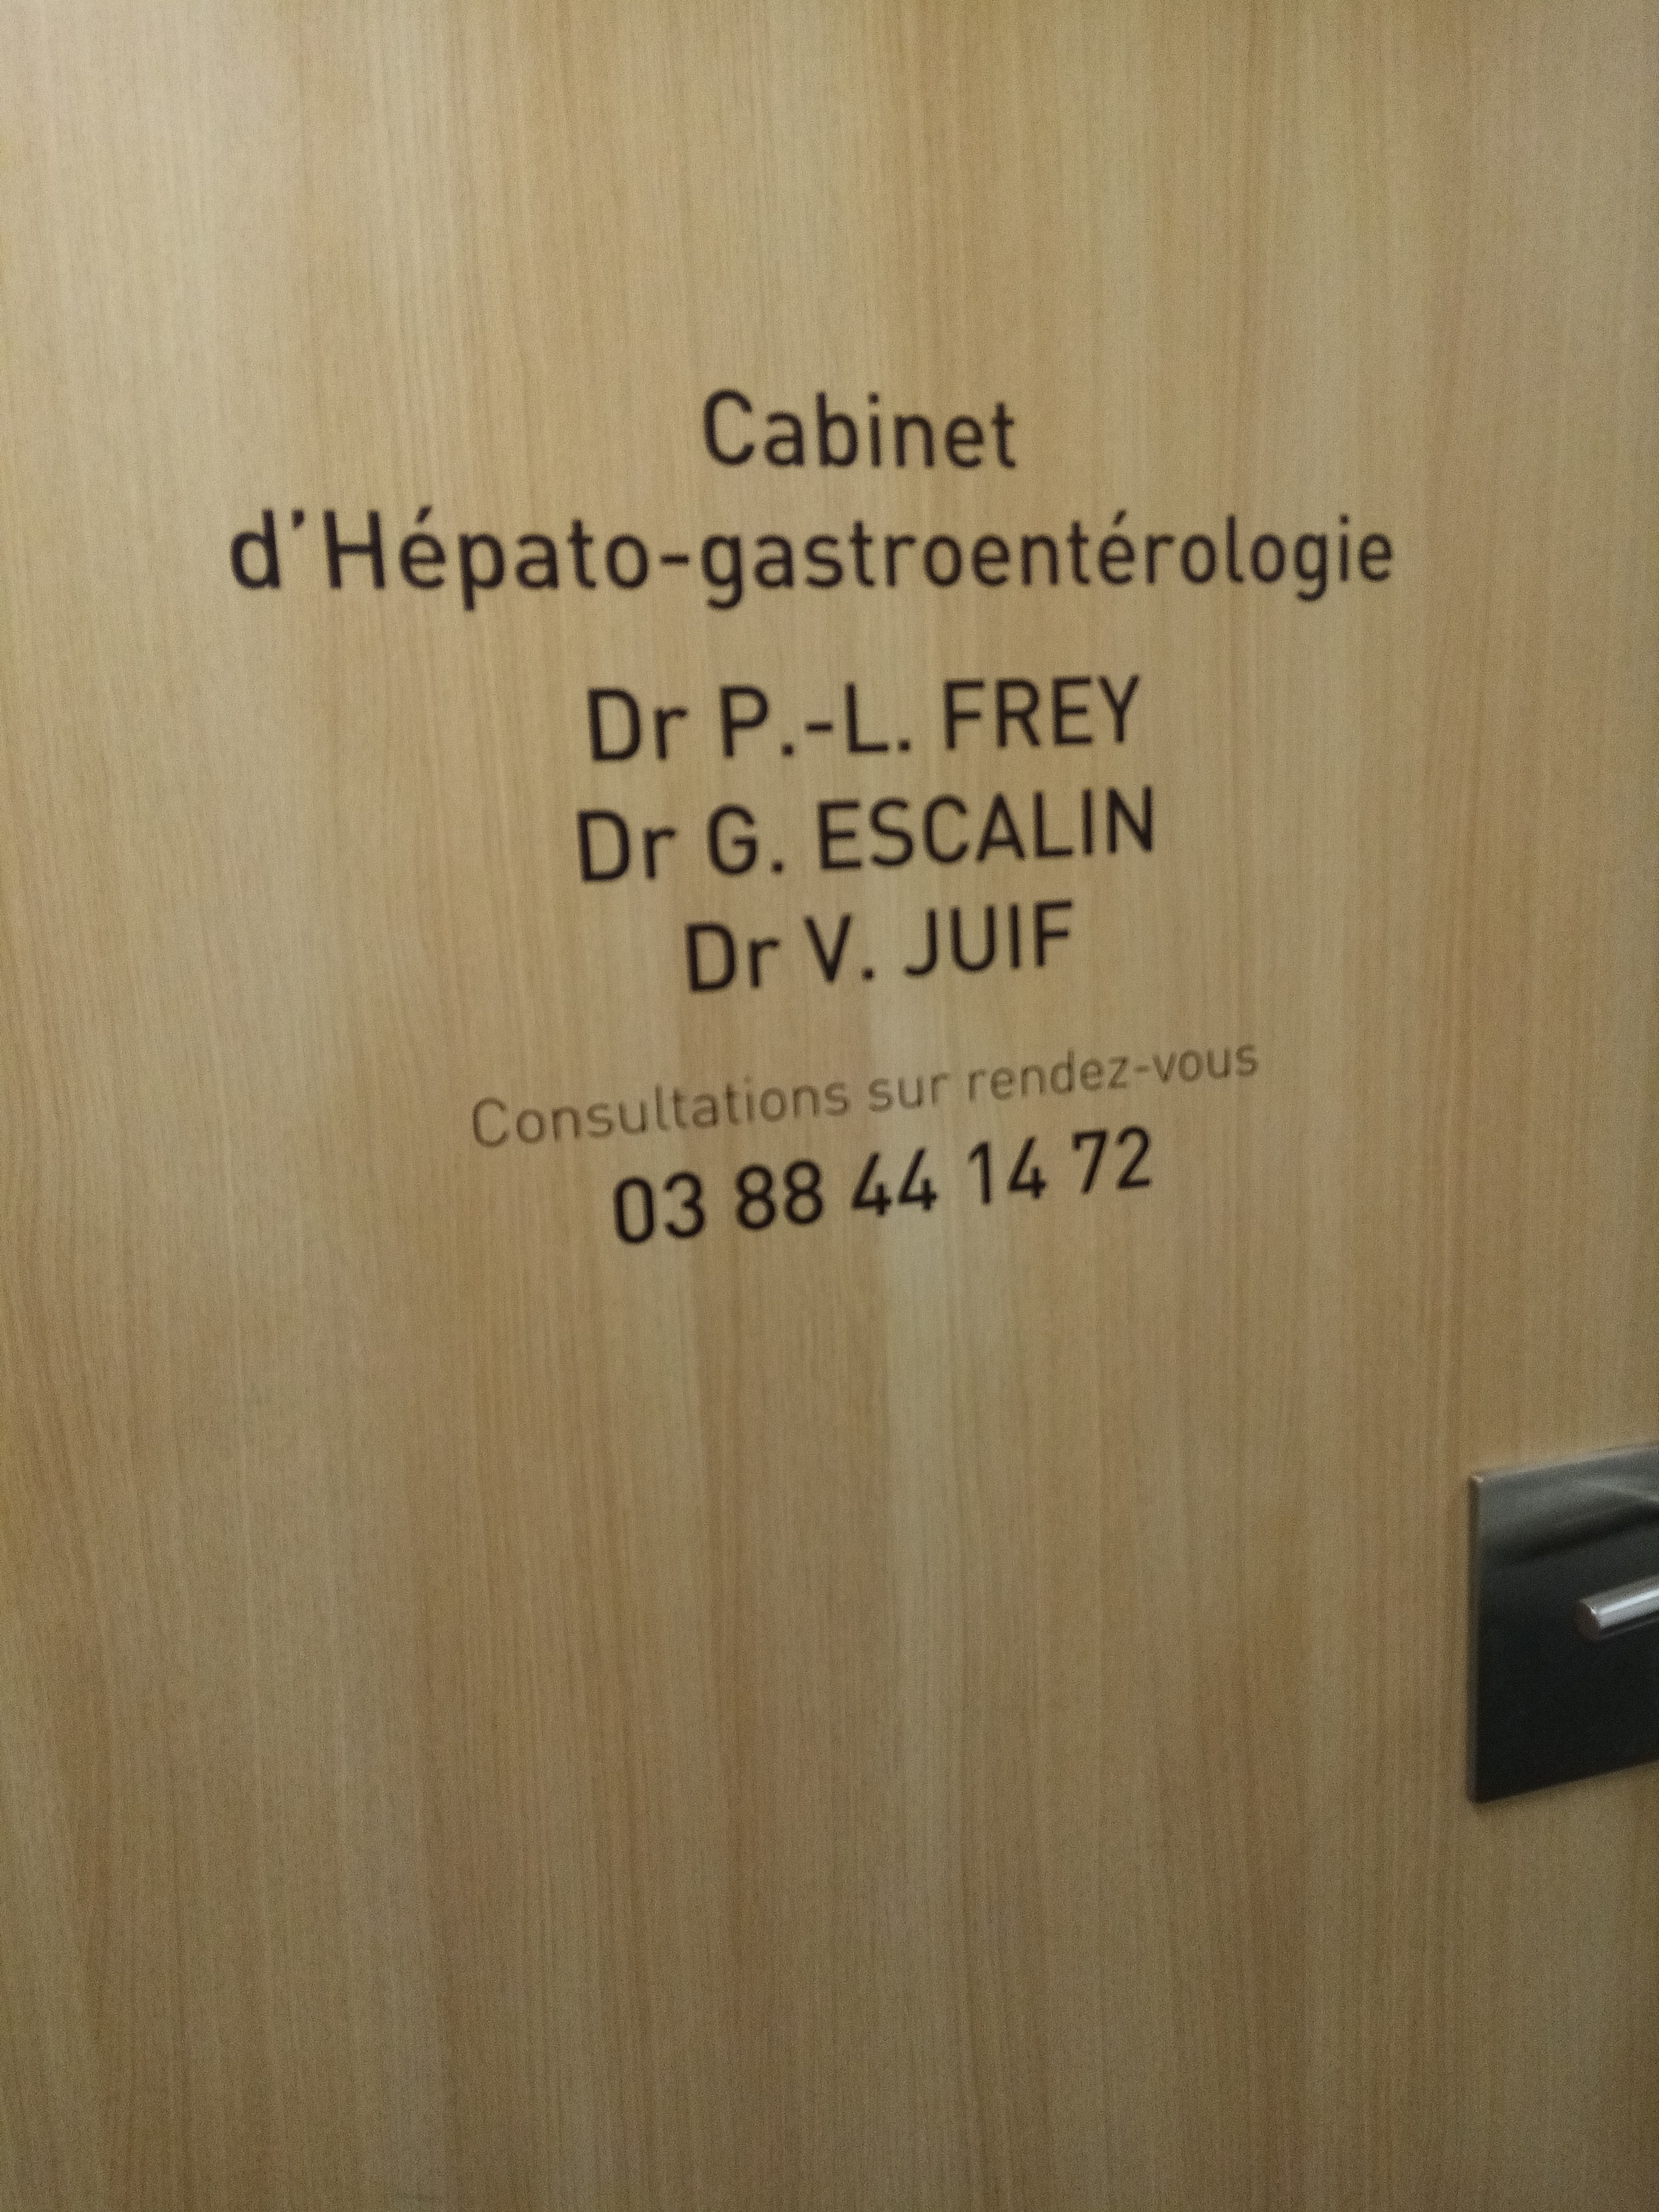 Cabinet
d'Hépato-gastroentérologie
Dr P.-L. FREY
Dr G. ESCALIN
Dr V. JUIF
Consultations sur rendez-vous
03 88 44 14 72